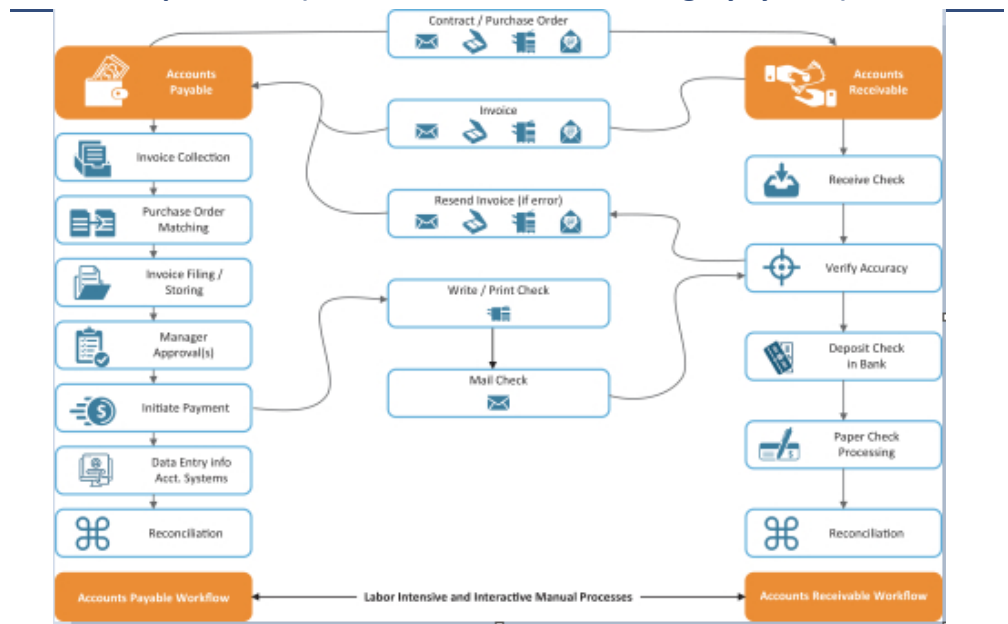 Contract / Purchase Order
Accounts
Payable
Accounts
Receivable
Invoice
Invoice Collection
Receive Check
Purchase Order
Matching
Resend Invoice (if error)
Invoice Filing /
Storing
Verify Accuracy
Write / Print Check
Manager
Approval(s)
Deposit Check
in Bank
Mail Check
Initiate Payment
Paper Check
Processing
Data Entry info
Acct. Systems
Reconciliation
Reconciliation
Accounts Payable Workflow
Labor Intensive and Interactive Manual Processes
Accounts Receivable Workflow